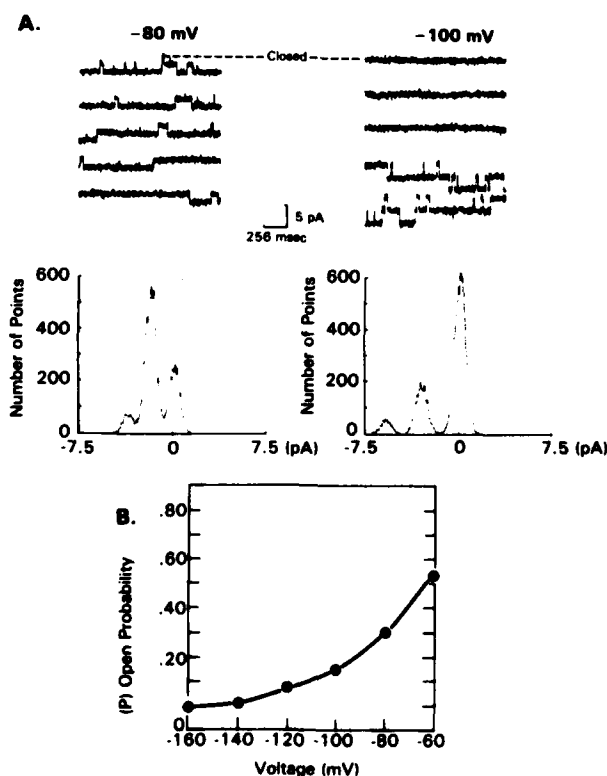 A.
-80 mV
-100 mV
Closed
5 pA
256 msec
Number of Points
600
400
200
0
-7.5 0 7.5 (pA)
Number of Points
600
400
200
0
-7.5 0 7.5 (pA)
B.
(P) Open Probability
.80
.60
.40
.20
0
-160 -140 -120 -100 -80 -60
Voltage (mV)